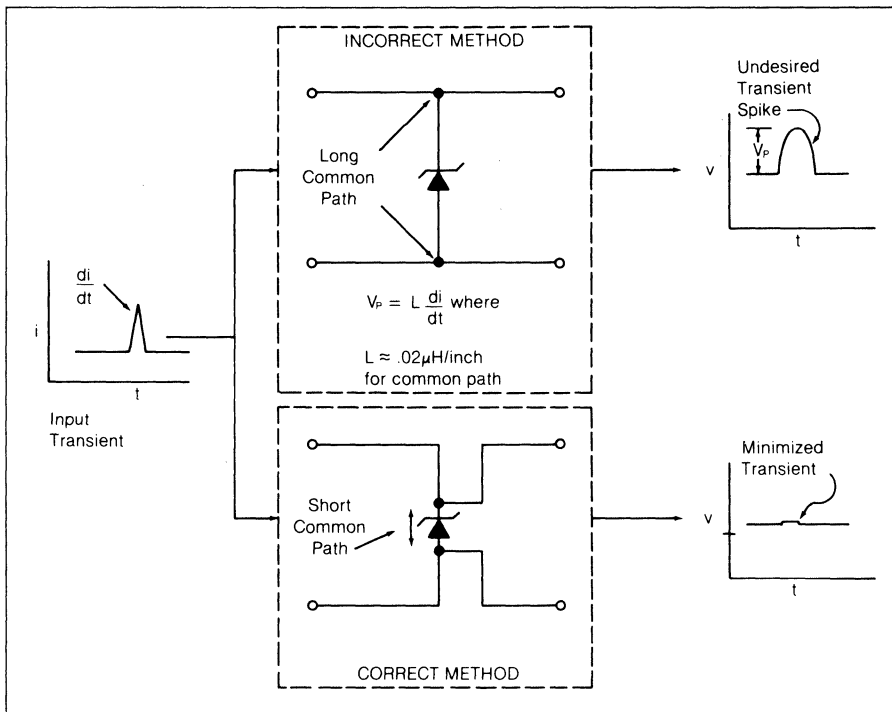 INCORRECT METHOD
Long
Common
Path
V_P = L di/dt where
L ≈ .02μH/inch
for common path
Undesired
Transient
Spike
V_P
v
t
di/dt
i
t
Input
Transient
Short
Common
Path
CORRECT METHOD
Minimized
Transient
v
t